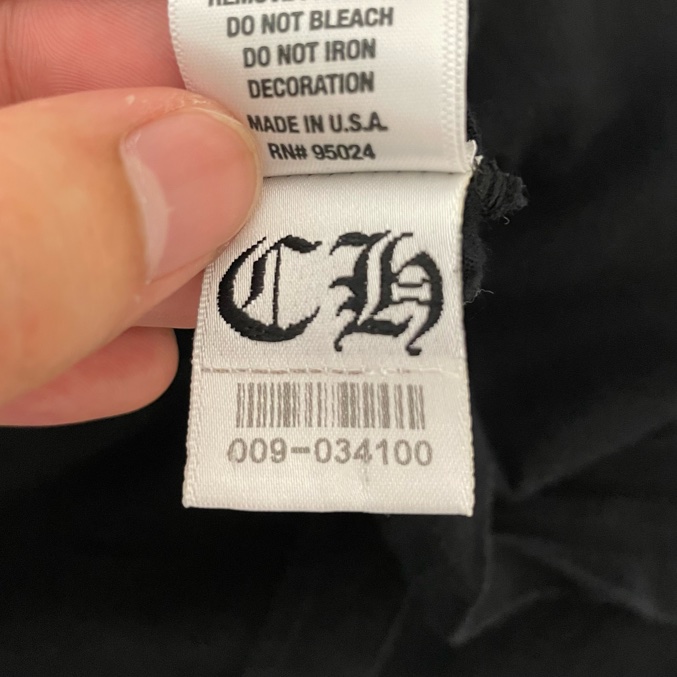 DO NOT BLEACH
DO NOT IRON
DECORATION
MADE IN U.S.A.
RN# 95024
CH
009-034100